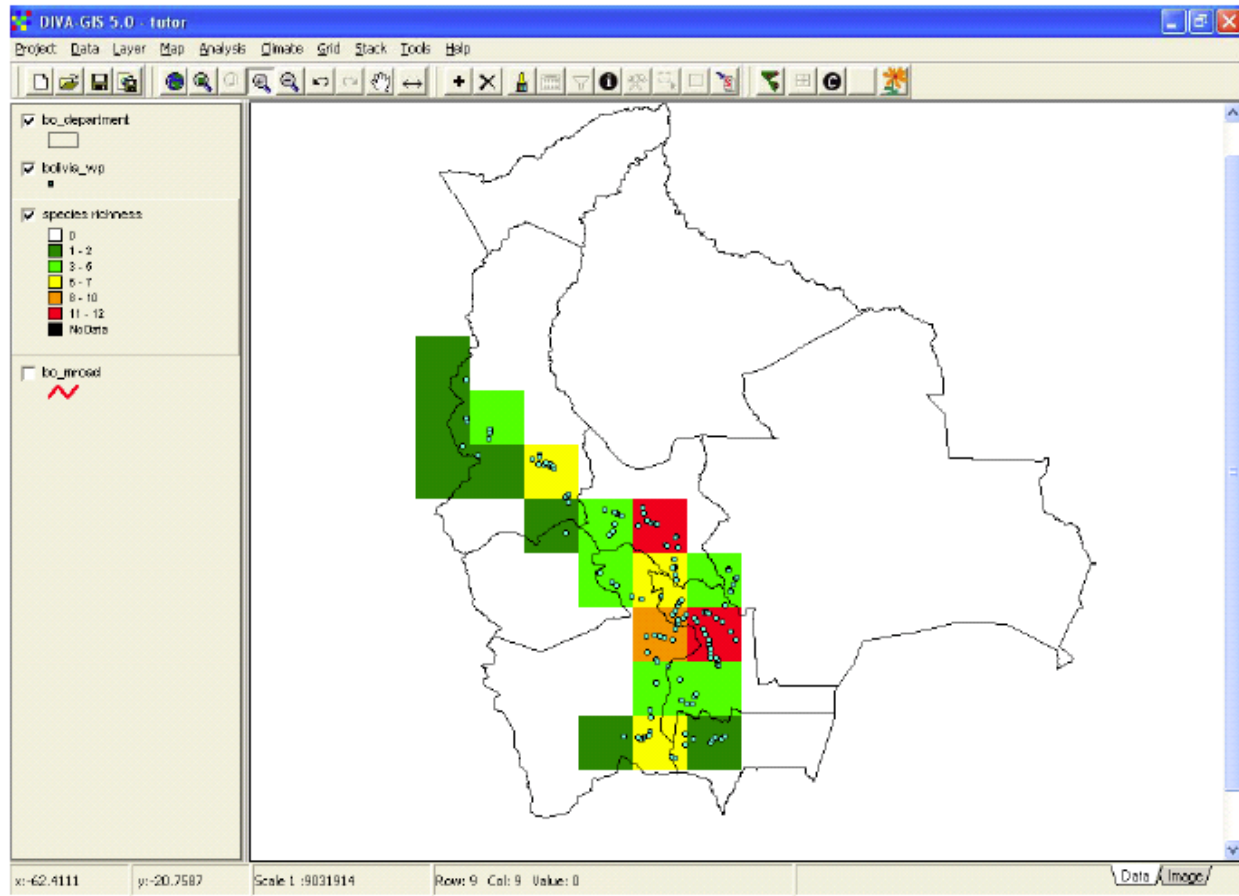 DIVA-GIS 5.0 - tutor
Project Data Layer Map Analysis Climate Grid Stack Tools Help
bo_department
bolivia_wp
species richness
0
1 - 2
3 - 5
6 - 7
8 - 10
11 - 12
No Data
bo_mroad
x:-62.4111 y:-20.7587 Scale 1 :9031914 Row: 9 Col: 9 Value: 0 Data Image